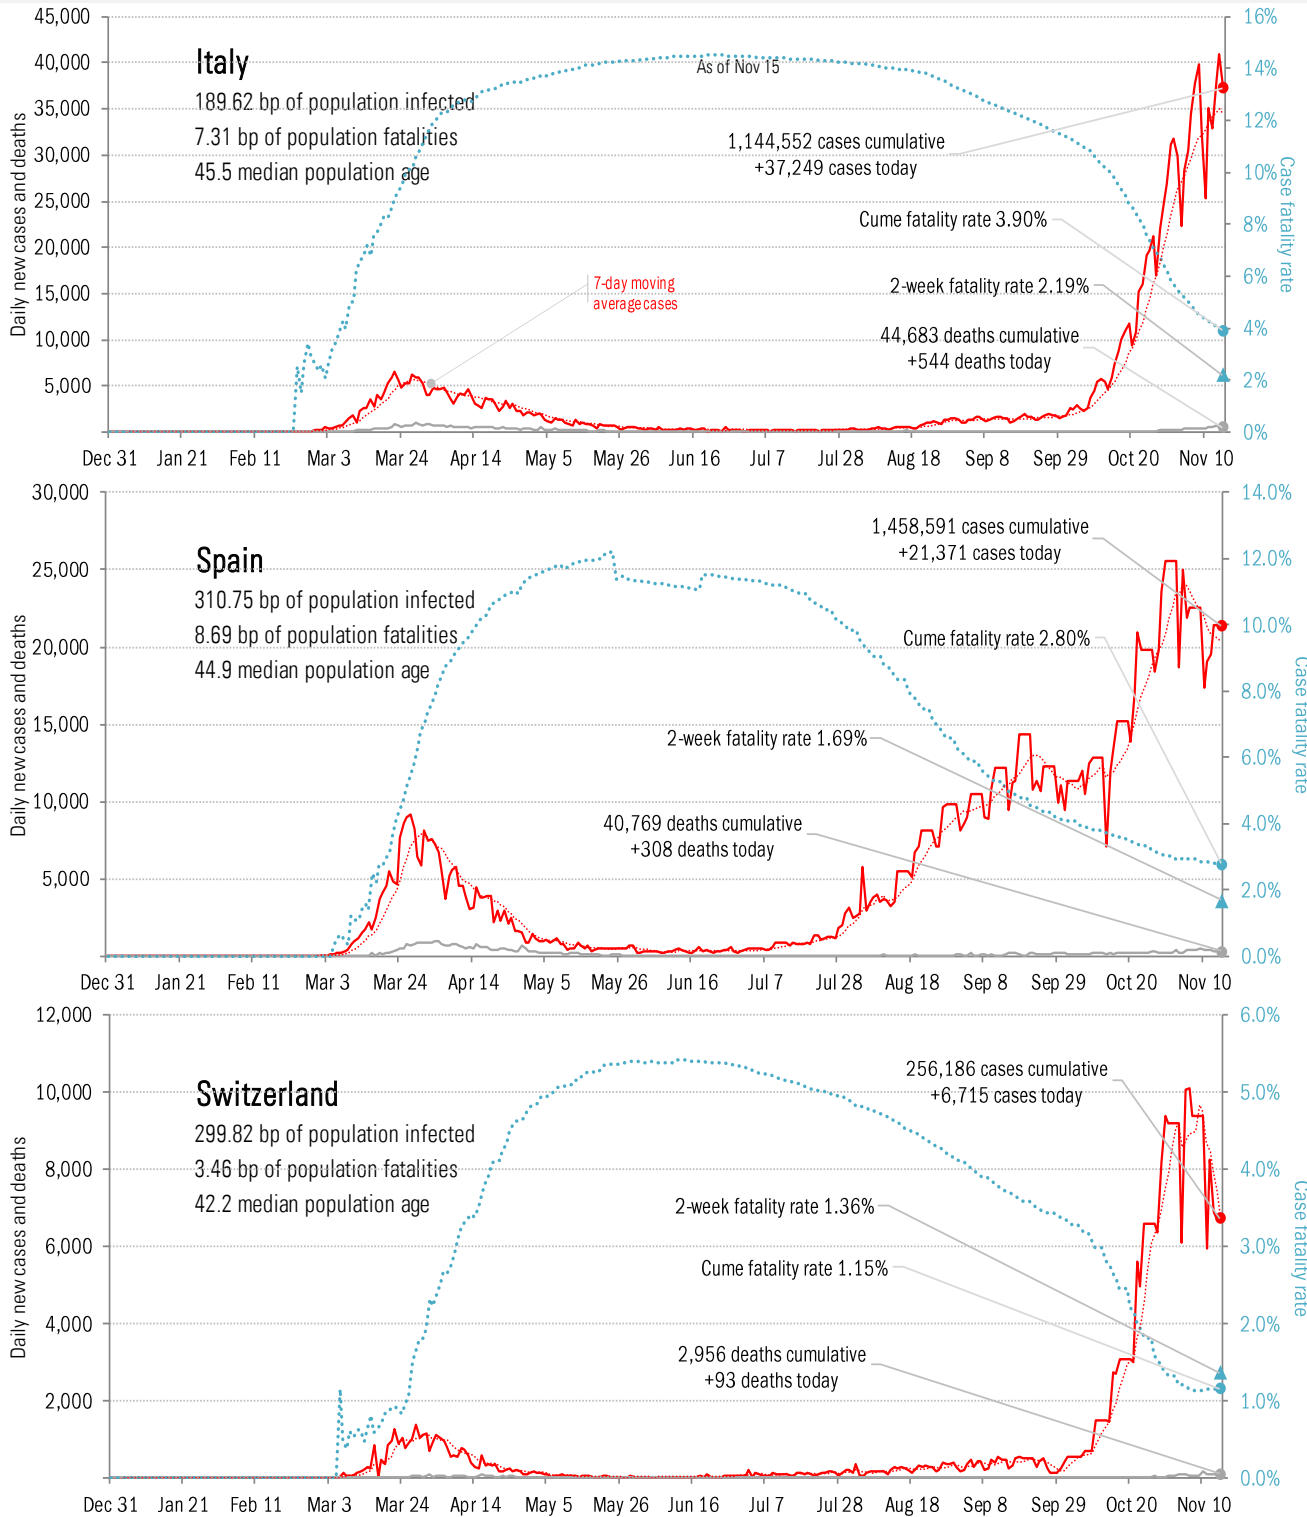 45,000
40,000
35,000
30,000
25,000
20,000
15,000
10,000
5,000
Daily new cases and deaths
16%
14%
12%
10%
8%
6%
4%
2%
0%
Case fatality rate
Italy
189.62 bp of population infected
7.31 bp of population fatalities
45.5 median population age
As of Nov 15
1,144,552 cases cumulative
+37,249 cases today
Cume fatality rate 3.90%
2-week fatality rate 2.19%
44,683 deaths cumulative
+544 deaths today
7-day moving
average cases
Dec 31 Jan 21 Feb 11 Mar 3 Mar 24 Apr 14 May 5 May 26 Jun 16 Jul 7 Jul 28 Aug 18 Sep 8 Sep 29 Oct 20 Nov 10
30,000
25,000
20,000
15,000
10,000
5,000
Daily new cases and deaths
14.0%
12.0%
10.0%
8.0%
6.0%
4.0%
2.0%
0.0%
Case fatality rate
Spain
310.75 bp of population infected
8.69 bp of population fatalities
44.9 median population age
1,458,591 cases cumulative
+21,371 cases today
Cume fatality rate 2.80%
2-week fatality rate 1.69%
40,769 deaths cumulative
+308 deaths today
Dec 31 Jan 21 Feb 11 Mar 3 Mar 24 Apr 14 May 5 May 26 Jun 16 Jul 7 Jul 28 Aug 18 Sep 8 Sep 29 Oct 20 Nov 10
12,000
10,000
8,000
6,000
4,000
2,000
Daily new cases and deaths
6.0%
5.0%
4.0%
3.0%
2.0%
1.0%
0.0%
Case fatality rate
Switzerland
299.82 bp of population infected
3.46 bp of population fatalities
42.2 median population age
256,186 cases cumulative
+6,715 cases today
2-week fatality rate 1.36%
Cume fatality rate 1.15%
2,956 deaths cumulative
+93 deaths today
Dec 31 Jan 21 Feb 11 Mar 3 Mar 24 Apr 14 May 5 May 26 Jun 16 Jul 7 Jul 28 Aug 18 Sep 8 Sep 29 Oct 20 Nov 10